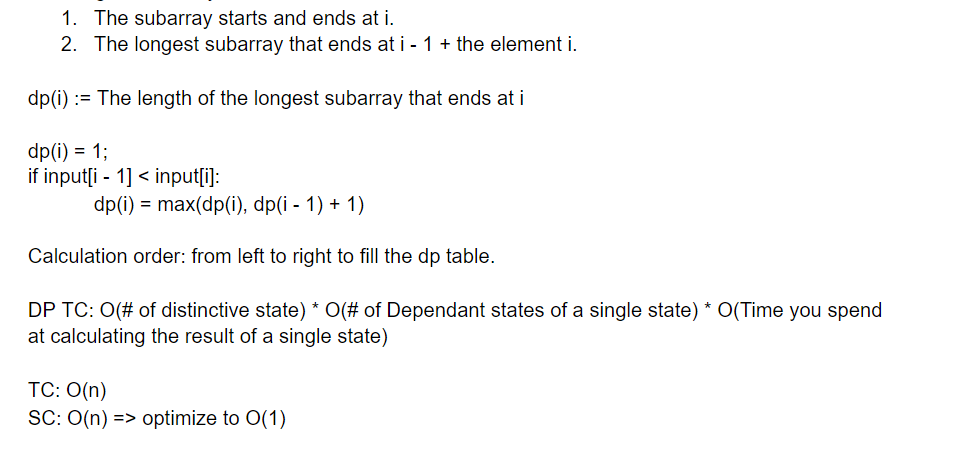 1. The subarray starts and ends at i.
2. The longest subarray that ends at i - 1 + the element i.
dp(i) := The length of the longest subarray that ends at i
dp(i) = 1;
if input[i - 1] < input[i]:
dp(i) = max(dp(i), dp(i - 1) + 1)
Calculation order: from left to right to fill the dp table.
DP TC: O(# of distinctive state) * O(# of Dependant states of a single state) * O(Time you spend
at calculating the result of a single state)
TC: O(n)
SC: O(n) => optimize to O(1)